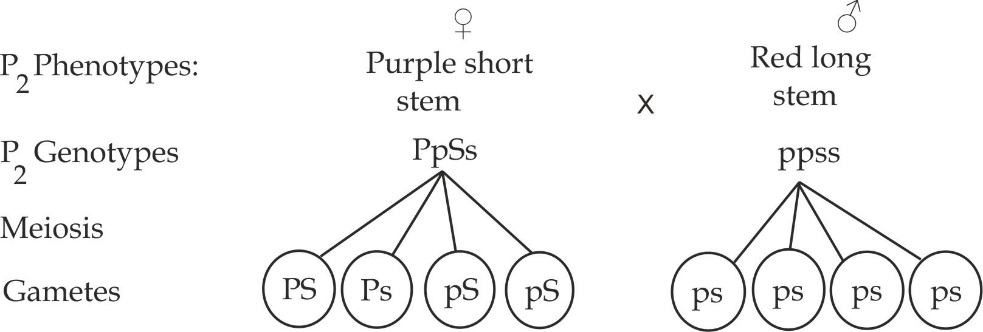 ♀ ♂
P2 Phenotypes: Purple short stem X Red long stem
P2 Genotypes PpSs ppss
Meiosis
Gametes PS Ps pS pS ps ps ps ps